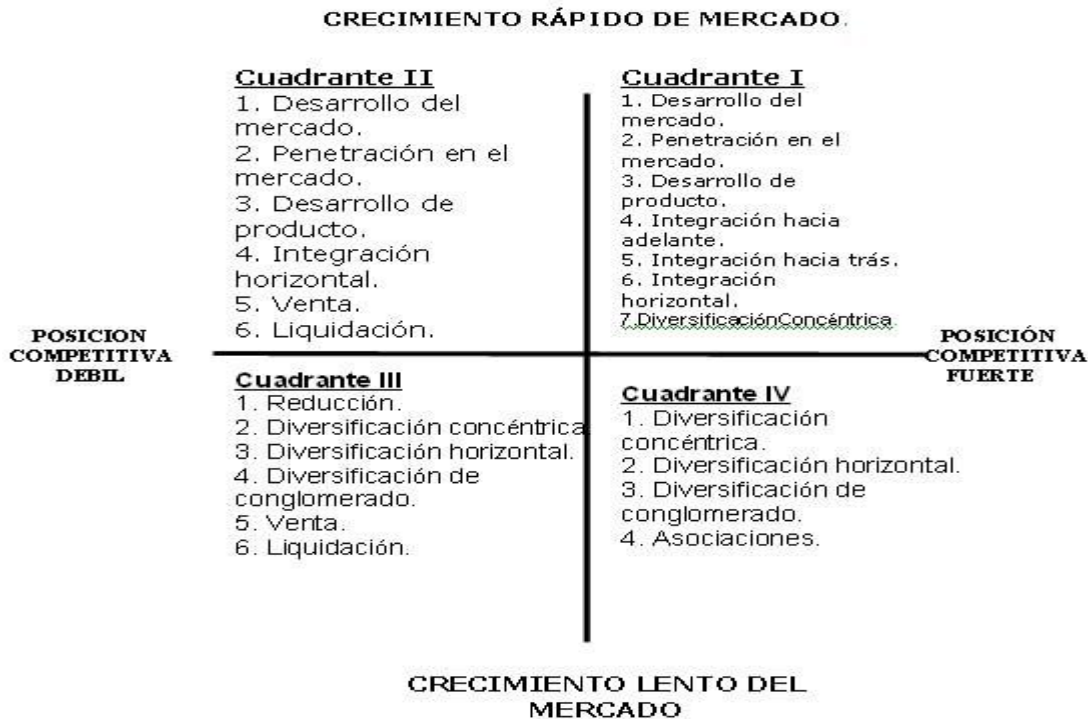 CRECIMIENTO RÁPIDO DE MERCADO.
Cuadrante II
1. Desarrollo del
mercado.
2. Penetración en el
mercado.
3. Desarrollo de
producto.
4. Integración
horizontal.
5. Venta.
6. Liquidación.
Cuadrante I
1. Desarrollo del
mercado.
2. Penetración en el
mercado.
3. Desarrollo de
producto.
4. Integración hacia
adelante.
5. Integración hacia trás.
6. Integración
horizontal.
7.DiversificaciónConcéntrica
POSICION
COMPETITIVA
DEBIL
POSICIÓN
COMPETITIVA
FUERTE
Cuadrante III
1. Reducción.
2. Diversificación concéntrica
3. Diversificación horizontal.
4. Diversificación de
conglomerado.
5. Venta.
6. Liquidación.
Cuadrante IV
1. Diversificación
concéntrica.
2. Diversificación horizontal.
3. Diversificación de
conglomerado.
4. Asociaciones.
CRECIMIENTO LENTO DEL
MERCADO